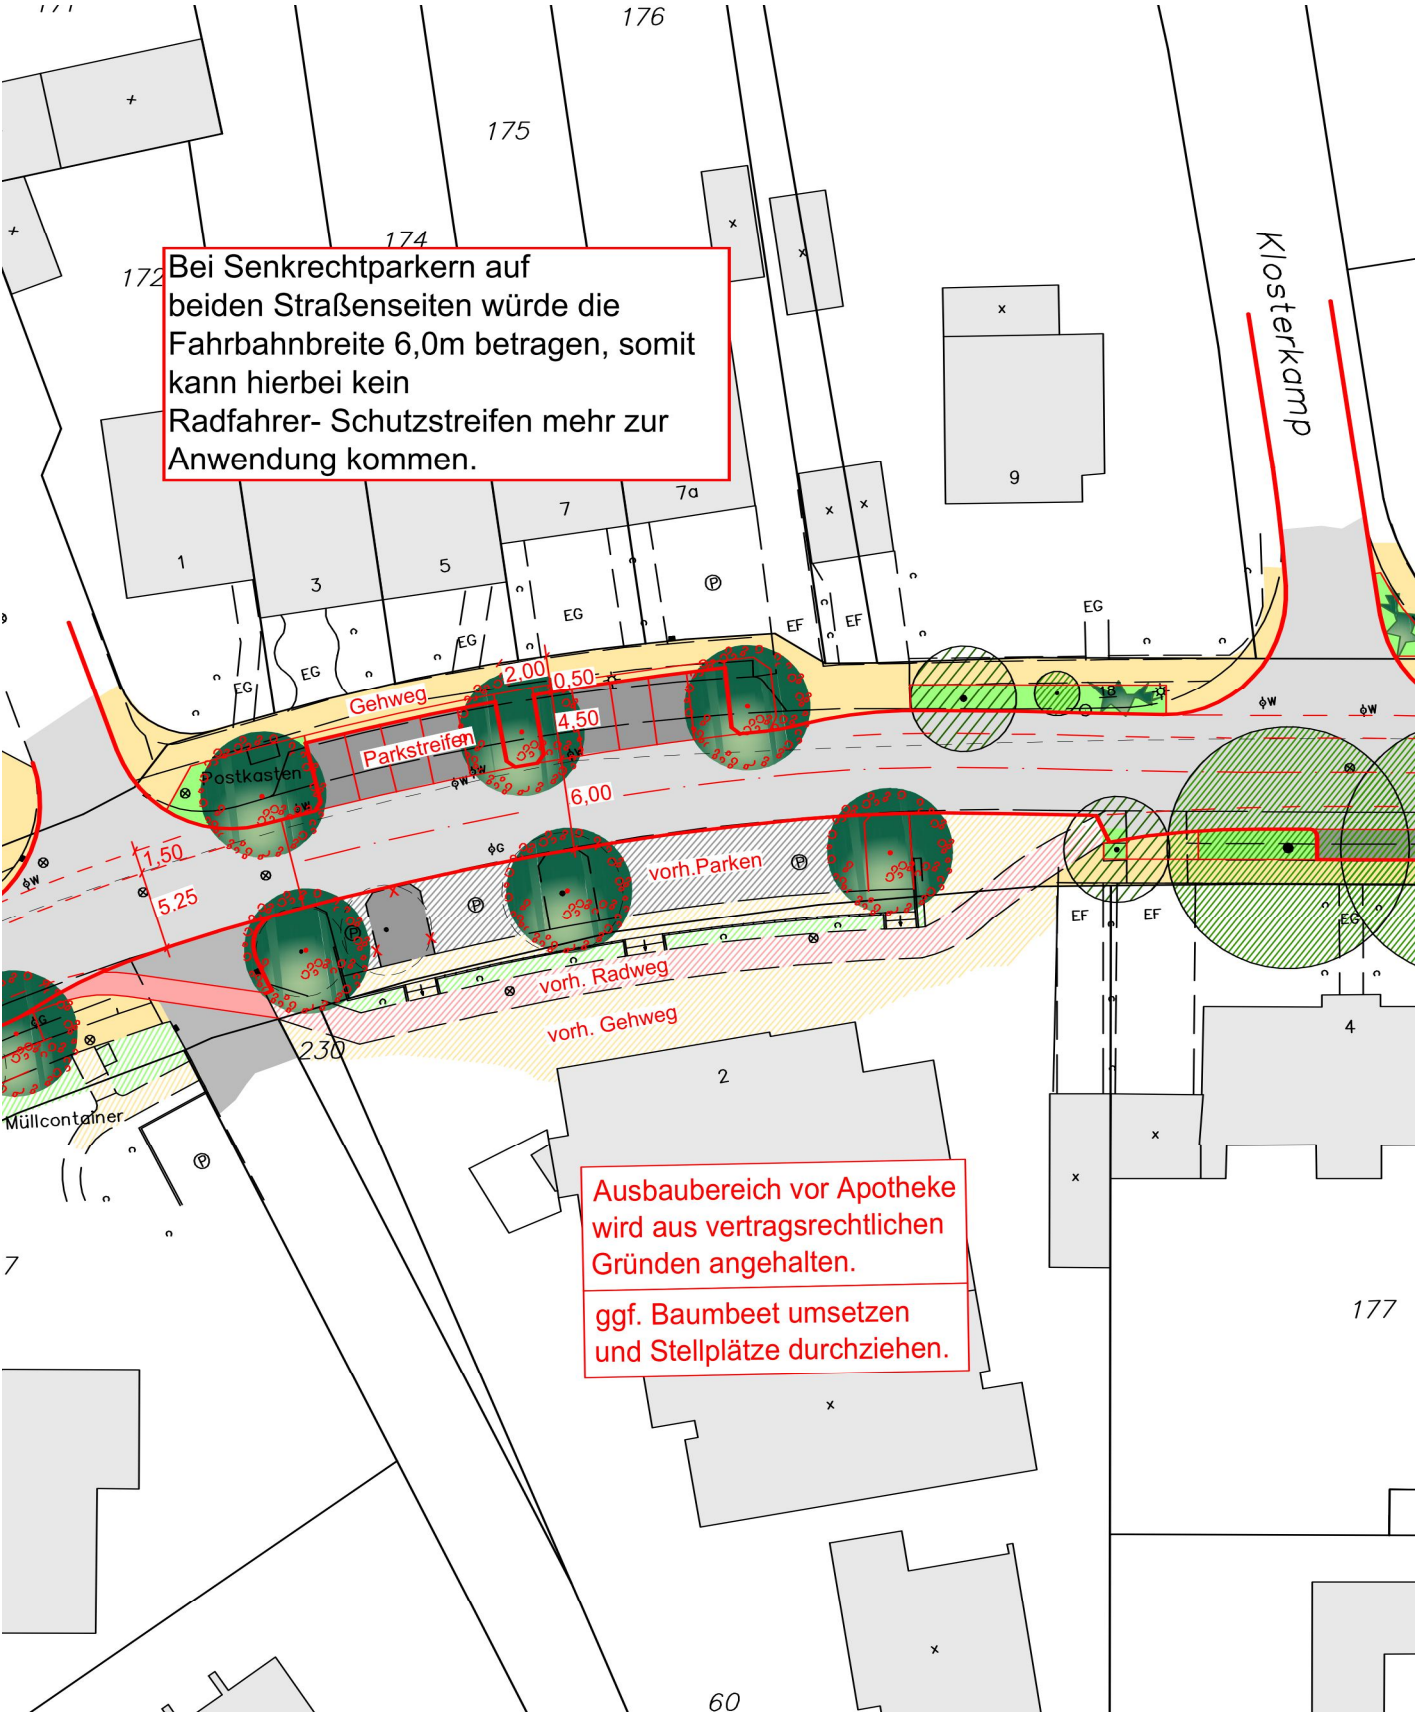 176
175
174
172
Bei Senkrechtparkern auf
beiden Straßenseiten würde die
Fahrbahnbreite 6,0m betragen, somit
kann hierbei kein
Radfahrer- Schutzstreifen mehr zur
Anwendung kommen.
Klosterkamp
9
7a
7
5
3
1
P
EG
EF
EF
EG
EG
EG
EG
2,00
0,50
Gehweg
4,50
Parkstreifen
18
W
W
Postkasten
W
W
W
W
6,00
1,50
G
vorh.Parken
P
W
5.25
P
P
EF
EF
EG
vorh. Radweg
G
vorh. Gehweg
230
4
2
Müllcontainer
P
Ausbaubereich vor Apotheke
wird aus vertragsrechtlichen
Gründen angehalten.
ggf. Baumbeet umsetzen
und Stellplätze durchziehen.
7
177
60